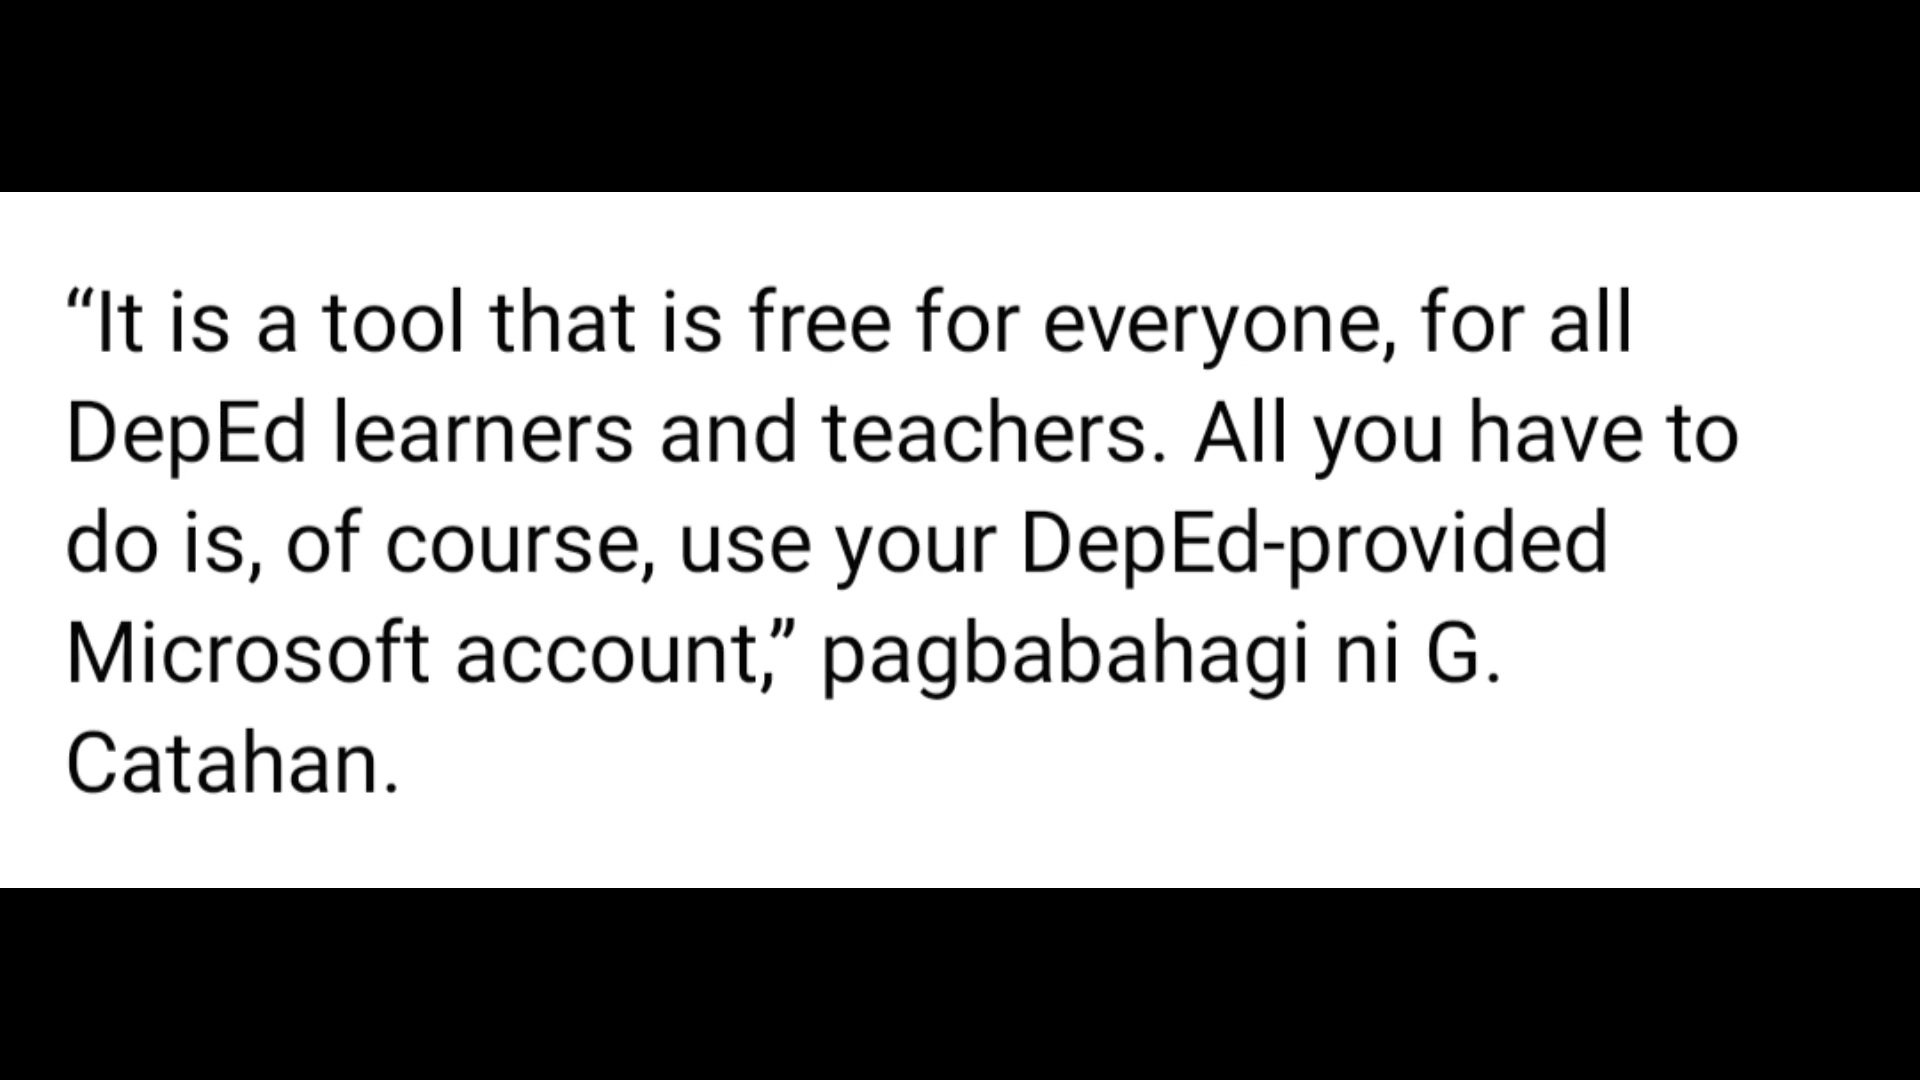 “It is a tool that is free for everyone, for all
DepEd learners and teachers. All you have to
do is, of course, use your DepEd-provided
Microsoft account,” pagbabahagi ni G.
Catahan.